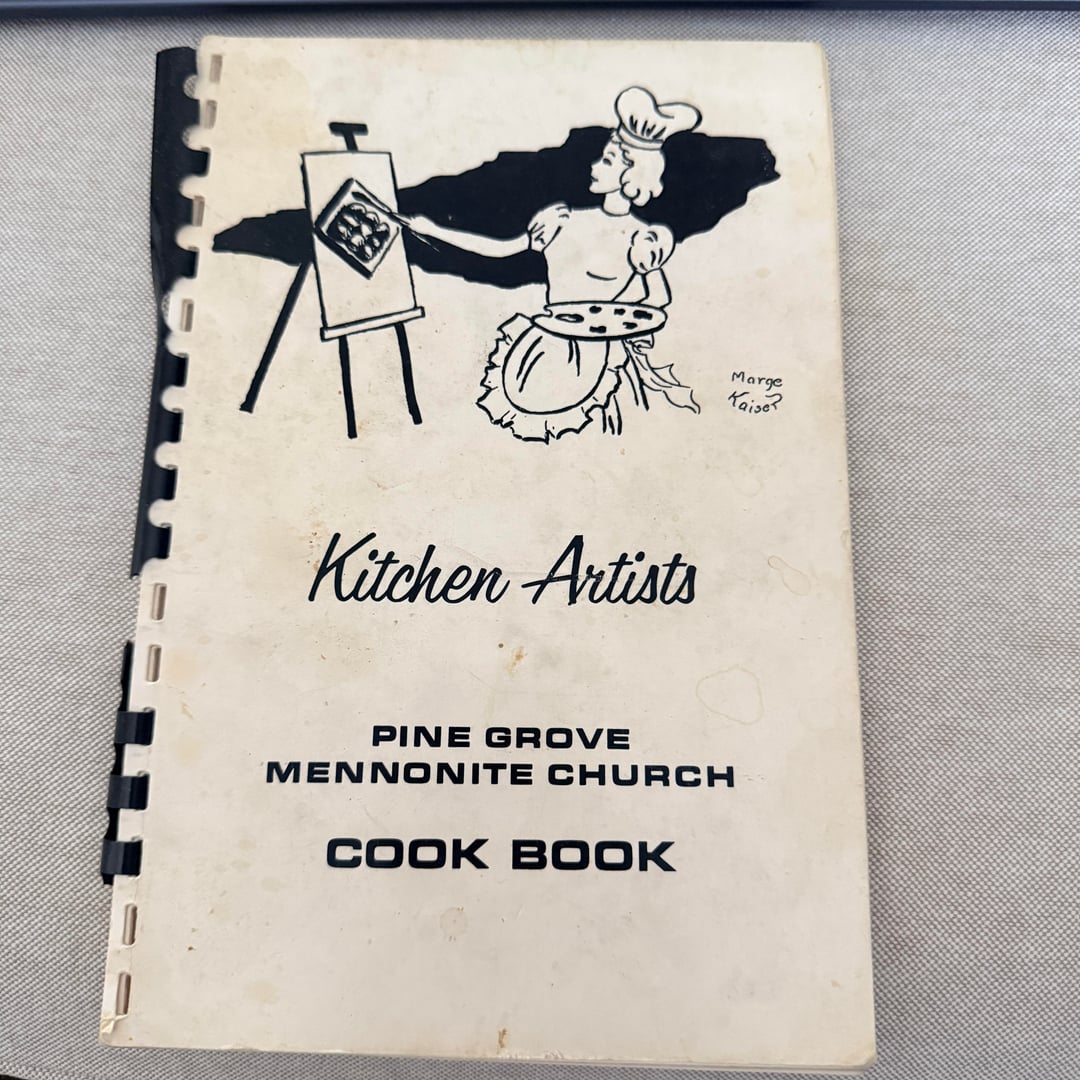 Marge
Kaiser
Kitchen Artists
PINE GROVE
MENNONITE CHURCH
COOK BOOK